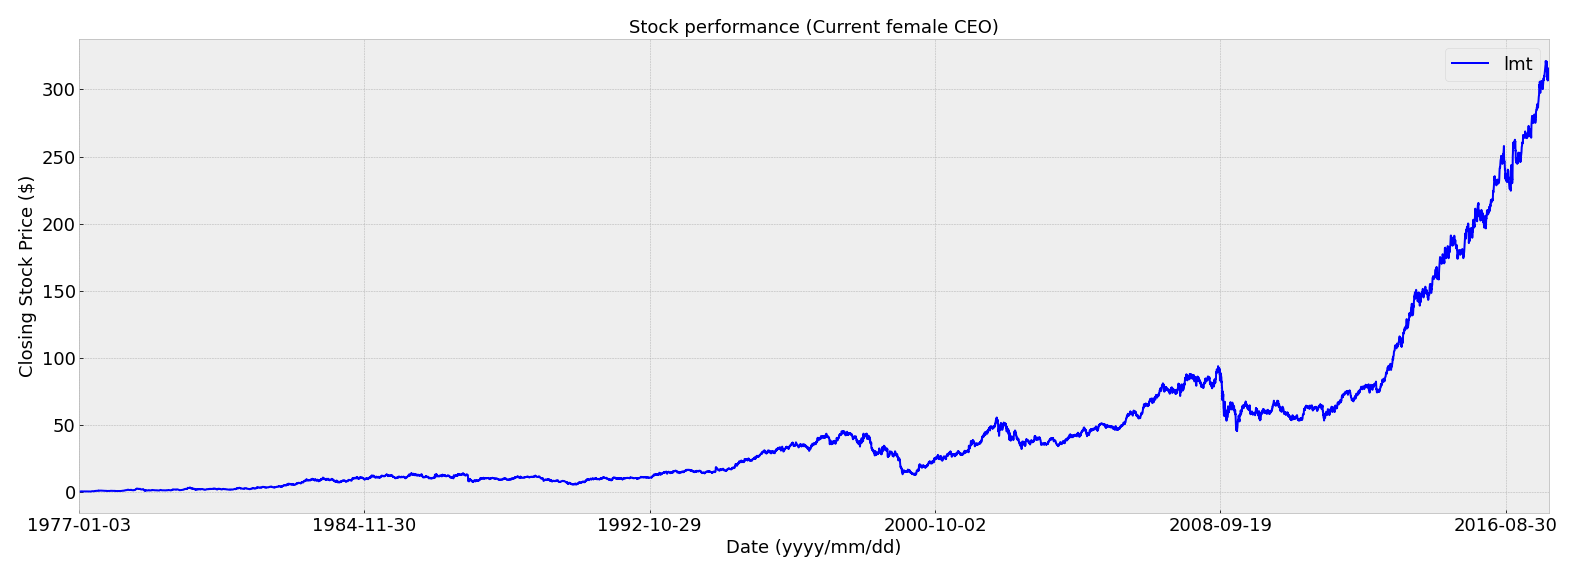 Stock performance (Current female CEO)
lmt
Closing Stock Price ($)
300
250
200
150
100
50
0
1977-01-03 1984-11-30 1992-10-29 2000-10-02 2008-09-19 2016-08-30
Date (yyyy/mm/dd)